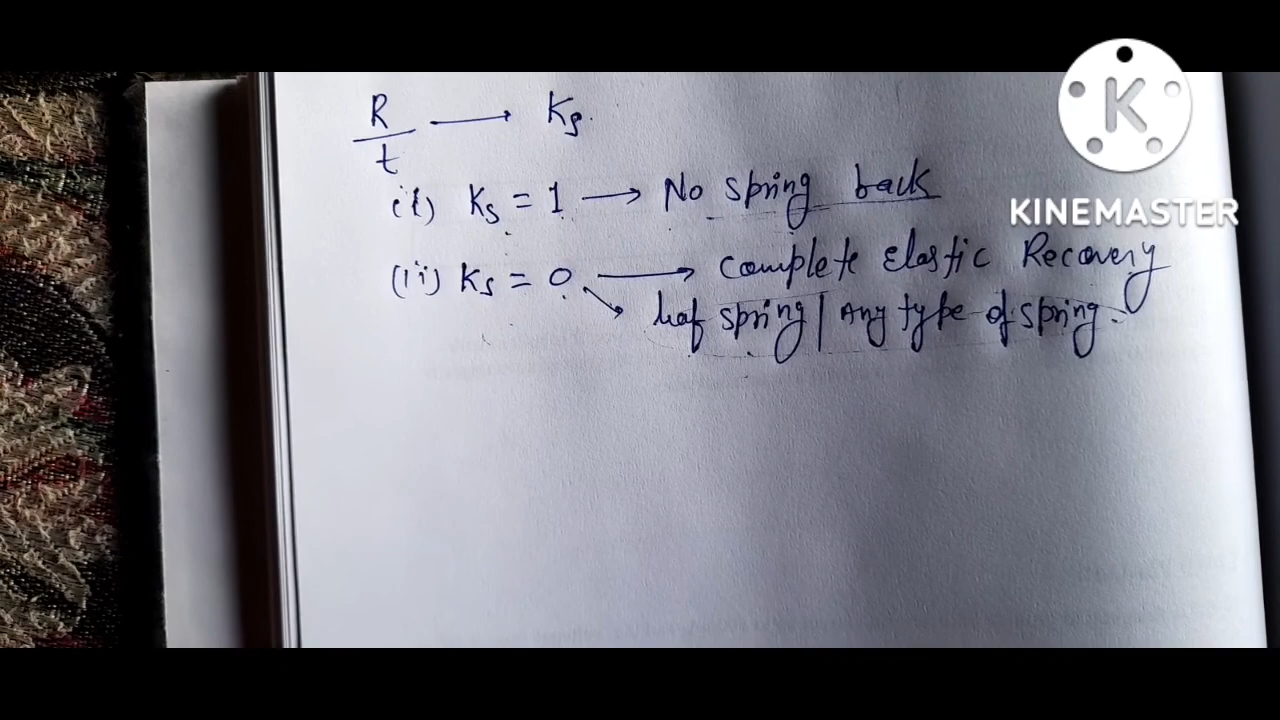 R/t → Ks.
(i) Ks = 1 → No spring back
(ii) Ks = 0 → complete Elastic Recovery
leaf spring | Any type of spring.
K
KINEMASTER